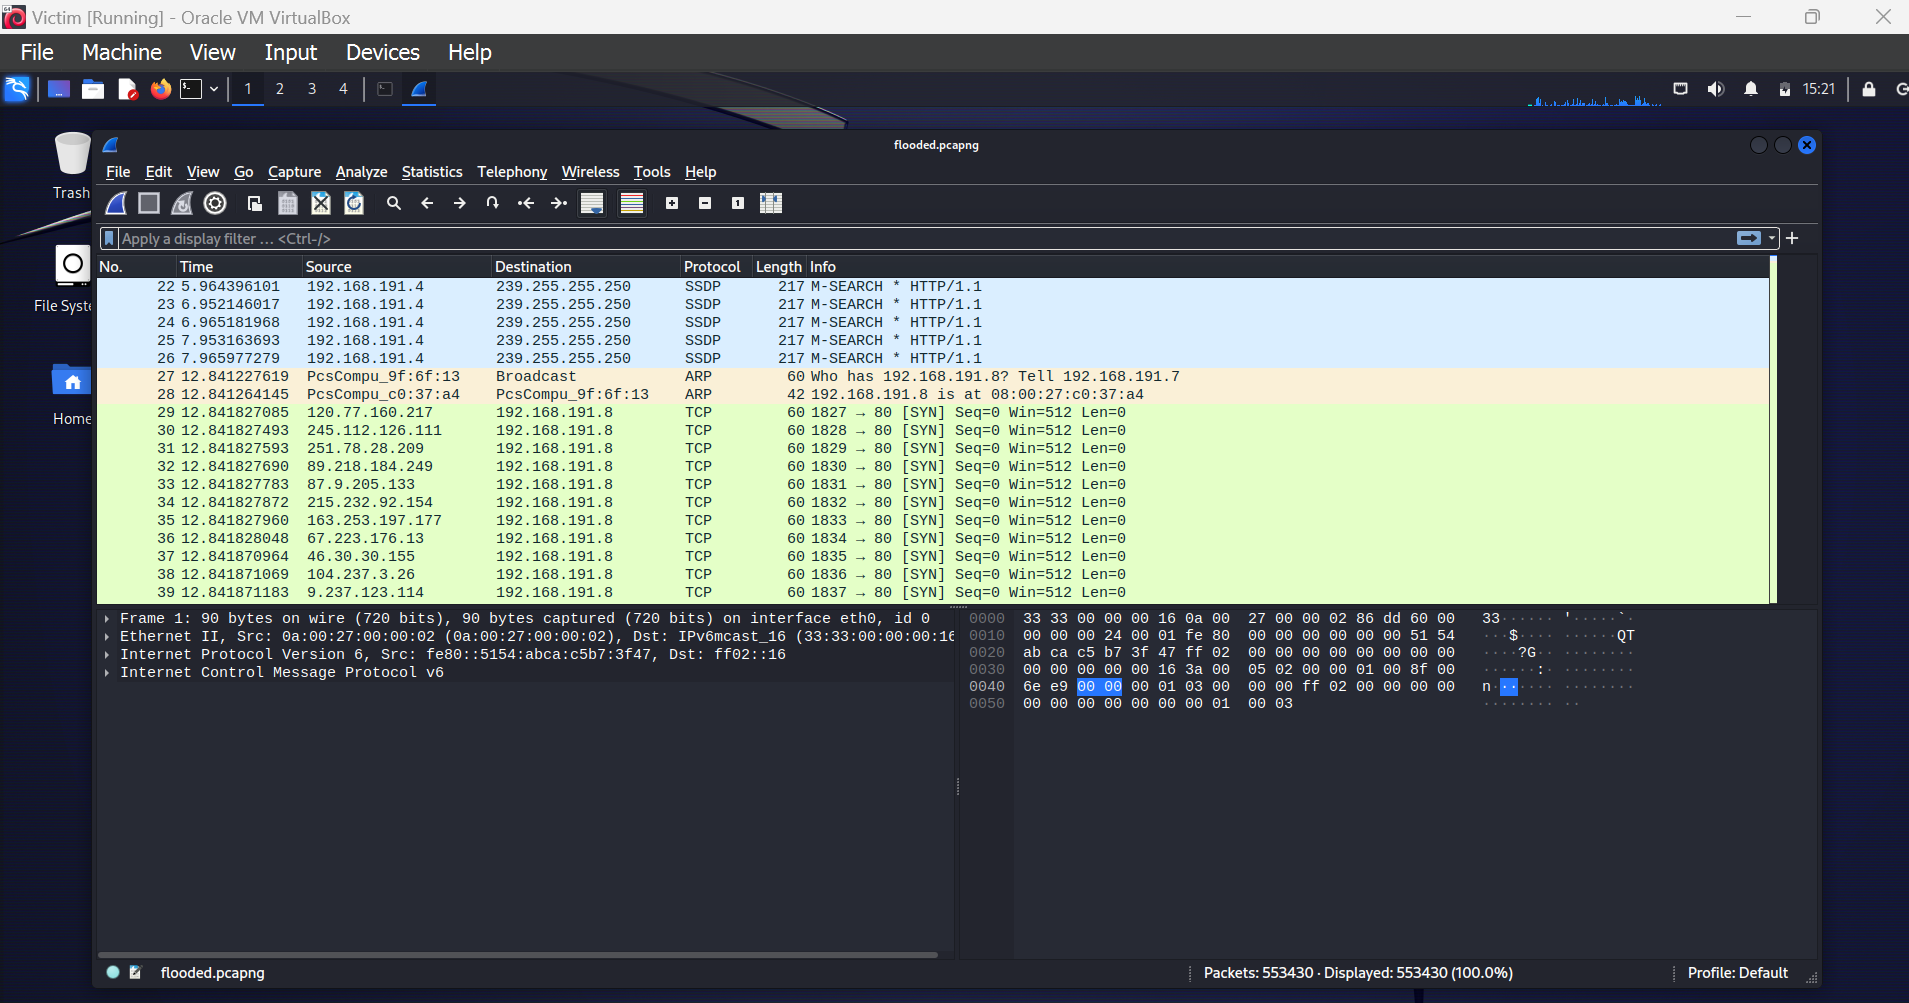 Victim [Running] - Oracle VM VirtualBox
File Machine View Input Devices Help
1 2 3 4 15:21
Trash
File Syste
Home
flooded.pcapng
File Edit View Go Capture Analyze Statistics Telephony Wireless Tools Help
Apply a display filter ... <Ctrl-/>
No. Time Source Destination Protocol Length Info
22 5.964396101 192.168.191.4 239.255.255.250 SSDP 217 M-SEARCH * HTTP/1.1
23 6.952146017 192.168.191.4 239.255.255.250 SSDP 217 M-SEARCH * HTTP/1.1
24 6.965181968 192.168.191.4 239.255.255.250 SSDP 217 M-SEARCH * HTTP/1.1
25 7.953163693 192.168.191.4 239.255.255.250 SSDP 217 M-SEARCH * HTTP/1.1
26 7.965977279 192.168.191.4 239.255.255.250 SSDP 217 M-SEARCH * HTTP/1.1
27 12.841227619 PcsCompu_9f:6f:13 Broadcast ARP 60 Who has 192.168.191.8? Tell 192.168.191.7
28 12.841264145 PcsCompu_c0:37:a4 PcsCompu_9f:6f:13 ARP 42 192.168.191.8 is at 08:00:27:c0:37:a4
29 12.841827085 120.77.160.217 192.168.191.8 TCP 60 1827 → 80 [SYN] Seq=0 Win=512 Len=0
30 12.841827493 245.112.126.111 192.168.191.8 TCP 60 1828 → 80 [SYN] Seq=0 Win=512 Len=0
31 12.841827593 251.78.28.209 192.168.191.8 TCP 60 1829 → 80 [SYN] Seq=0 Win=512 Len=0
32 12.841827690 89.218.184.249 192.168.191.8 TCP 60 1830 → 80 [SYN] Seq=0 Win=512 Len=0
33 12.841827783 87.9.205.133 192.168.191.8 TCP 60 1831 → 80 [SYN] Seq=0 Win=512 Len=0
34 12.841827872 215.232.92.154 192.168.191.8 TCP 60 1832 → 80 [SYN] Seq=0 Win=512 Len=0
35 12.841827960 163.253.197.177 192.168.191.8 TCP 60 1833 → 80 [SYN] Seq=0 Win=512 Len=0
36 12.841828048 67.223.176.13 192.168.191.8 TCP 60 1834 → 80 [SYN] Seq=0 Win=512 Len=0
37 12.841870964 46.30.30.155 192.168.191.8 TCP 60 1835 → 80 [SYN] Seq=0 Win=512 Len=0
38 12.841871069 104.237.3.26 192.168.191.8 TCP 60 1836 → 80 [SYN] Seq=0 Win=512 Len=0
39 12.841871183 9.237.123.114 192.168.191.8 TCP 60 1837 → 80 [SYN] Seq=0 Win=512 Len=0
Frame 1: 90 bytes on wire (720 bits), 90 bytes captured (720 bits) on interface eth0, id 0
Ethernet II, Src: 0a:00:27:00:00:02 (0a:00:27:00:00:02), Dst: IPv6mcast_16 (33:33:00:00:00:16
Internet Protocol Version 6, Src: fe80::5154:abca:c5b7:3f47, Dst: ff02::16
Internet Control Message Protocol v6
0000 33 33 00 00 00 16 0a 00 27 00 00 02 86 dd 60 00 33······ '·····`·
0010 00 00 00 24 00 01 fe 80 00 00 00 00 00 00 51 54 ···$···· ······QT
0020 ab ca c5 b7 3f 47 ff 02 00 00 00 00 00 00 00 00 ····?G·· ········
0030 00 00 00 00 00 16 3a 00 05 02 00 00 01 00 8f 00 ······:· ········
0040 6e e9 00 00 00 01 03 00 00 00 ff 02 00 00 00 00 n······· ········
0050 00 00 00 00 00 00 00 01 00 03 ········ ··
flooded.pcapng
Packets: 553430 · Displayed: 553430 (100.0%)
Profile: Default